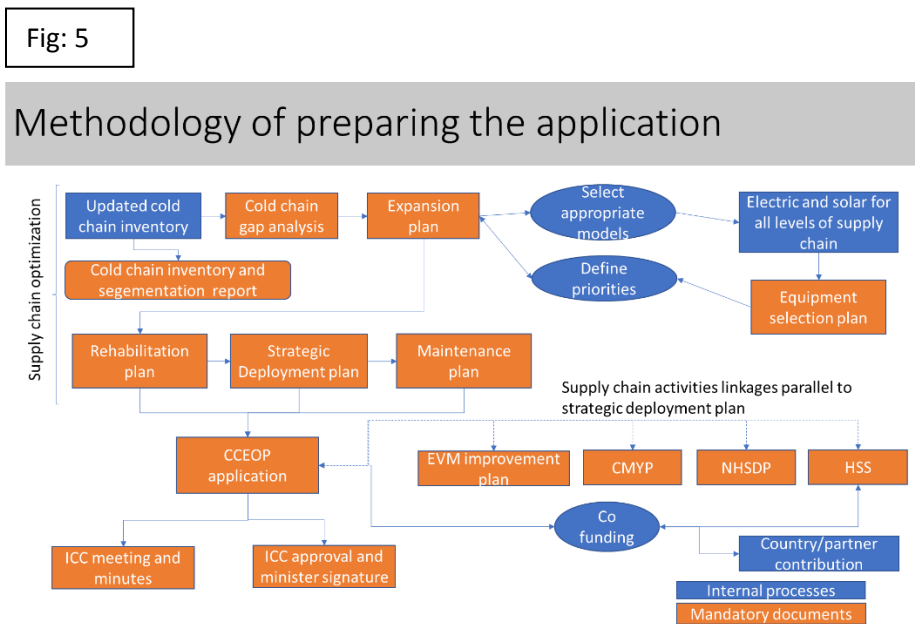 Fig: 5
Methodology of preparing the application
Supply chain optimization
Updated cold
chain inventory
Cold chain
gap analysis
Expansion
plan
Select
appropriate
models
Electric and solar for
all levels of supply
chain
Cold chain inventory and
segementation report
Define
priorities
Equipment
selection plan
Rehabilitation
plan
Strategic
Deployment plan
Maintenance
plan
Supply chain activities linkages parallel to
strategic deployment plan
CCEOP
application
EVM improvement
plan
CMYP
NHSDP
HSS
Co
funding
ICC meeting and
minutes
ICC approval and
minister signature
Country/partner
contribution
Internal processes
Mandatory documents